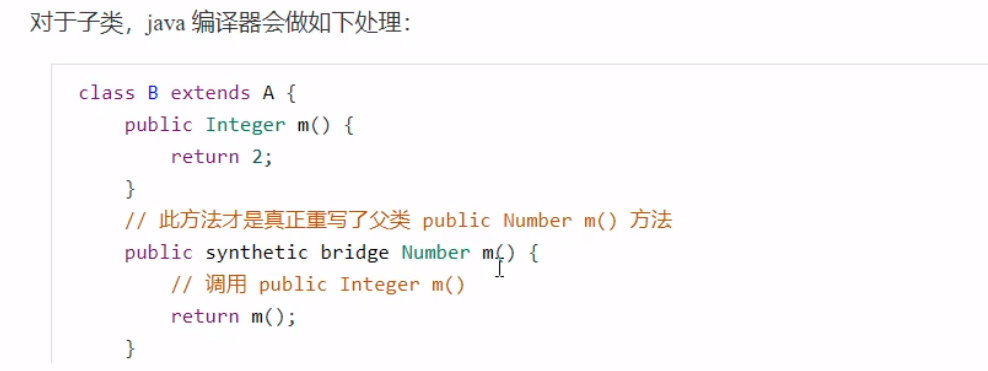 对于子类，java 编译器会做如下处理：
class B extends A {
    public Integer m() {
        return 2;
    }
    // 此方法才是真正重写了父类 public Number m() 方法
    public synthetic bridge Number m() {
        // 调用 public Integer m()
        return m();
    }